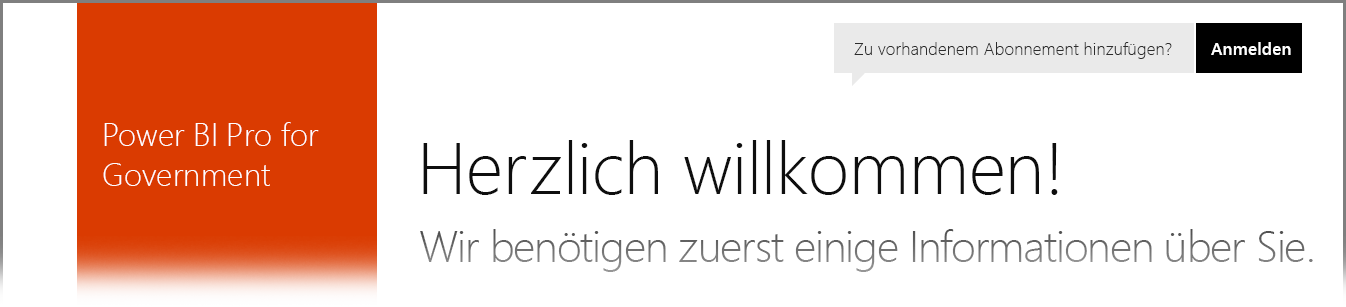 Zu vorhandenem Abonnement hinzufügen? Anmelden
Power BI Pro for
Government
Herzlich willkommen!
Wir benötigen zuerst einige Informationen über Sie.